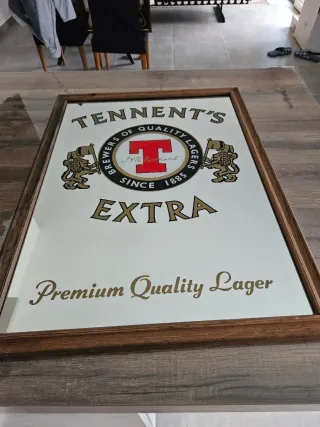 TENNENT'S
BREWERS OF QUALITY LAGERS
T
SINCE 1885
EXTRA
Premium Quality Lager